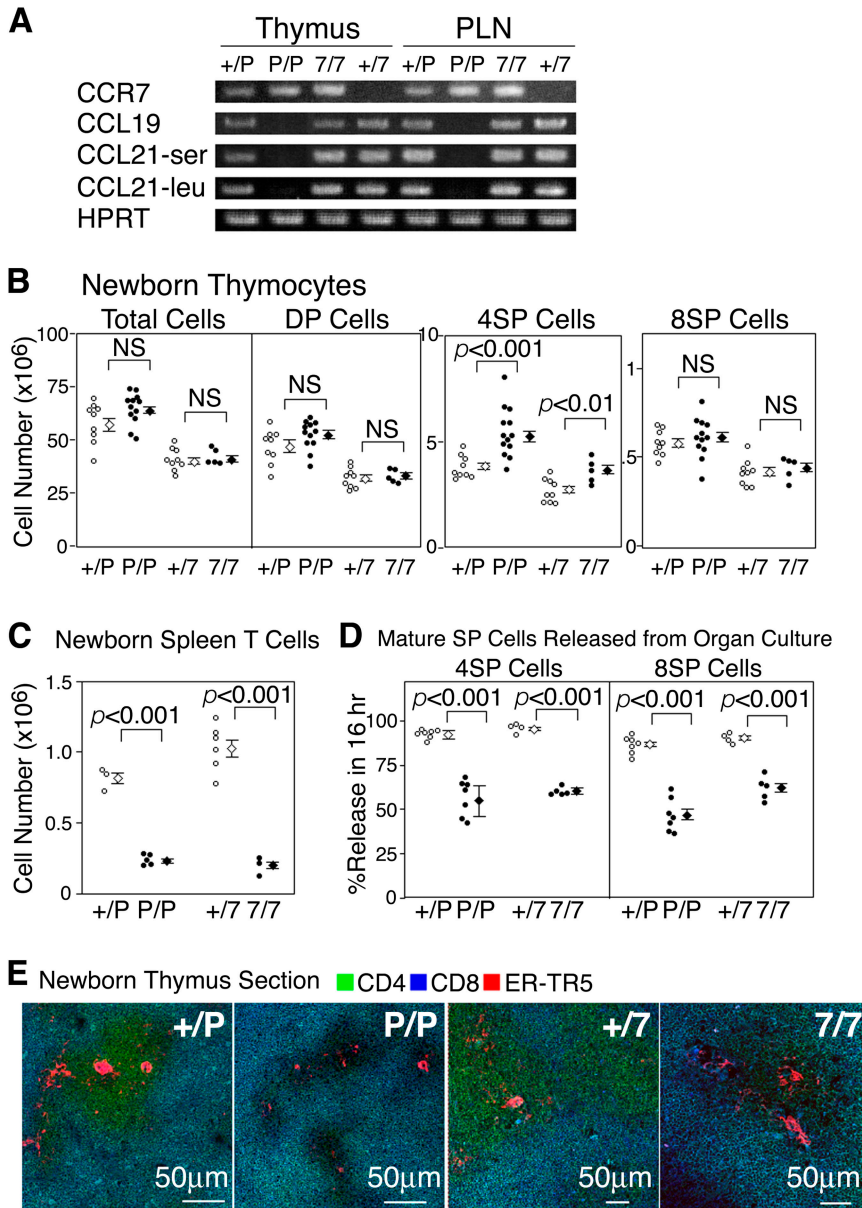 A
Thymus PLN
+/P P/P 7/7 +/7 +/P P/P 7/7 +/7
CCR7
CCL19
CCL21-ser
CCL21-leu
HPRT
B Newborn Thymocytes
Total Cells DP Cells 4SP Cells 8SP Cells
Cell Number (x10⁶)
100
75
50
25
0
NS NS
NS NS
10
5
0
p<0.001
p<0.01
1
.5
0
NS
NS
+/P P/P +/7 7/7 +/P P/P +/7 7/7 +/P P/P +/7 7/7 +/P P/P +/7 7/7
C Newborn Spleen T Cells
Cell Number (x10⁶)
1.5
1.0
0.5
0
p<0.001 p<0.001
+/P P/P +/7 7/7
D Mature SP Cells Released from Organ Culture
4SP Cells 8SP Cells
%Release in 16 hr
100
75
50
25
0
p<0.001 p<0.001 p<0.001 p<0.001
+/P P/P +/7 7/7 +/P P/P +/7 7/7
E Newborn Thymus Section CD4 CD8 ER-TR5
+/P P/P +/7 7/7
50μm 50μm 50μm 50μm